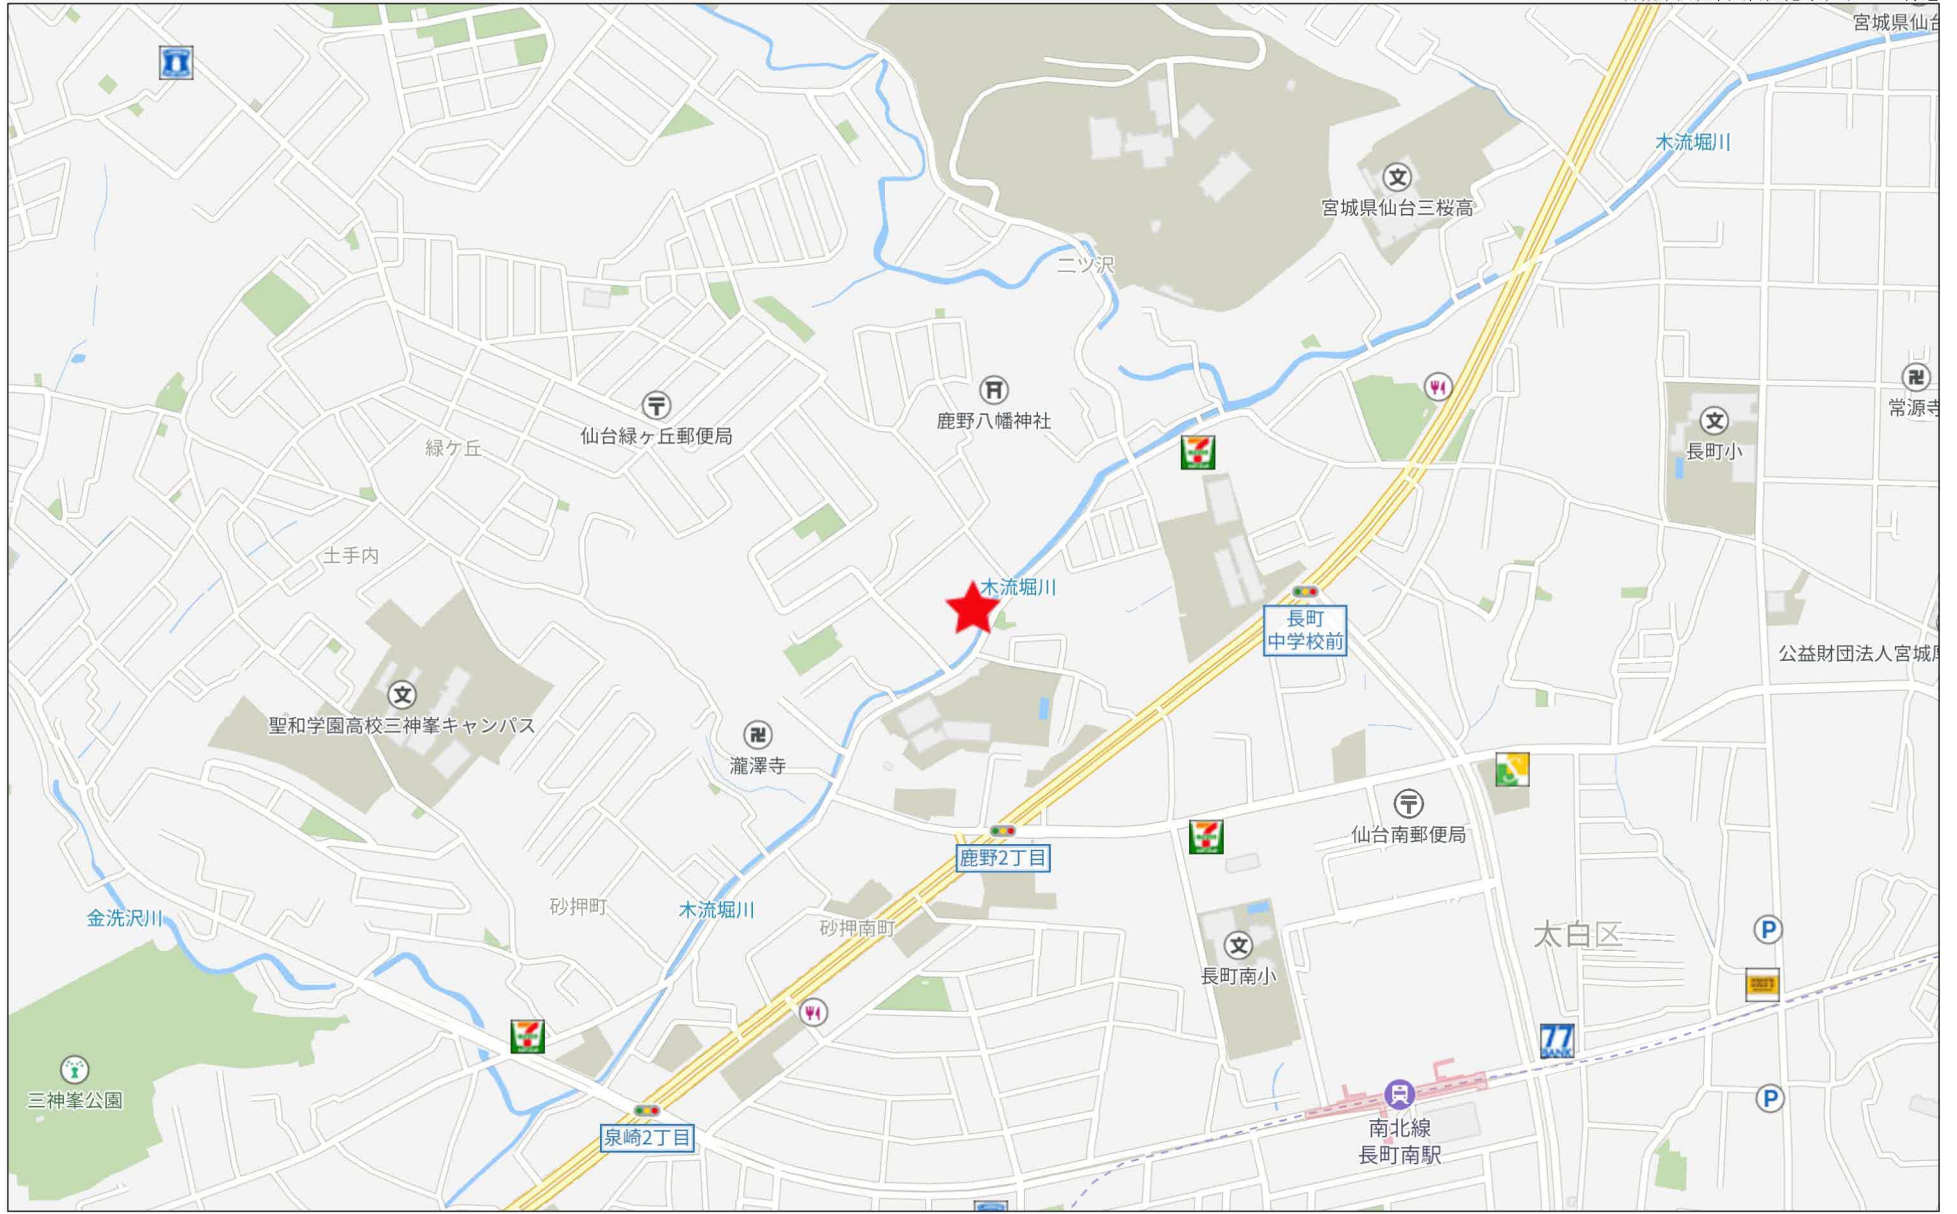 宮城県仙台
木流堀川
文
宮城県仙台三桜高
二ツ沢
鹿野八幡神社
仙台緑ヶ丘郵便局
緑ケ丘
常源寺
文
長町小
土手内
木流堀川
長町
中学校前
公益財団法人宮城県
文
聖和学園高校三神峯キャンパス
瀧澤寺
仙台南郵便局
鹿野2丁目
砂押町
木流堀川
金洗沢川
砂押南町
太白区
P
文
長町南小
77
BANK
三神峯公園
P
泉崎2丁目
南北線
長町南駅